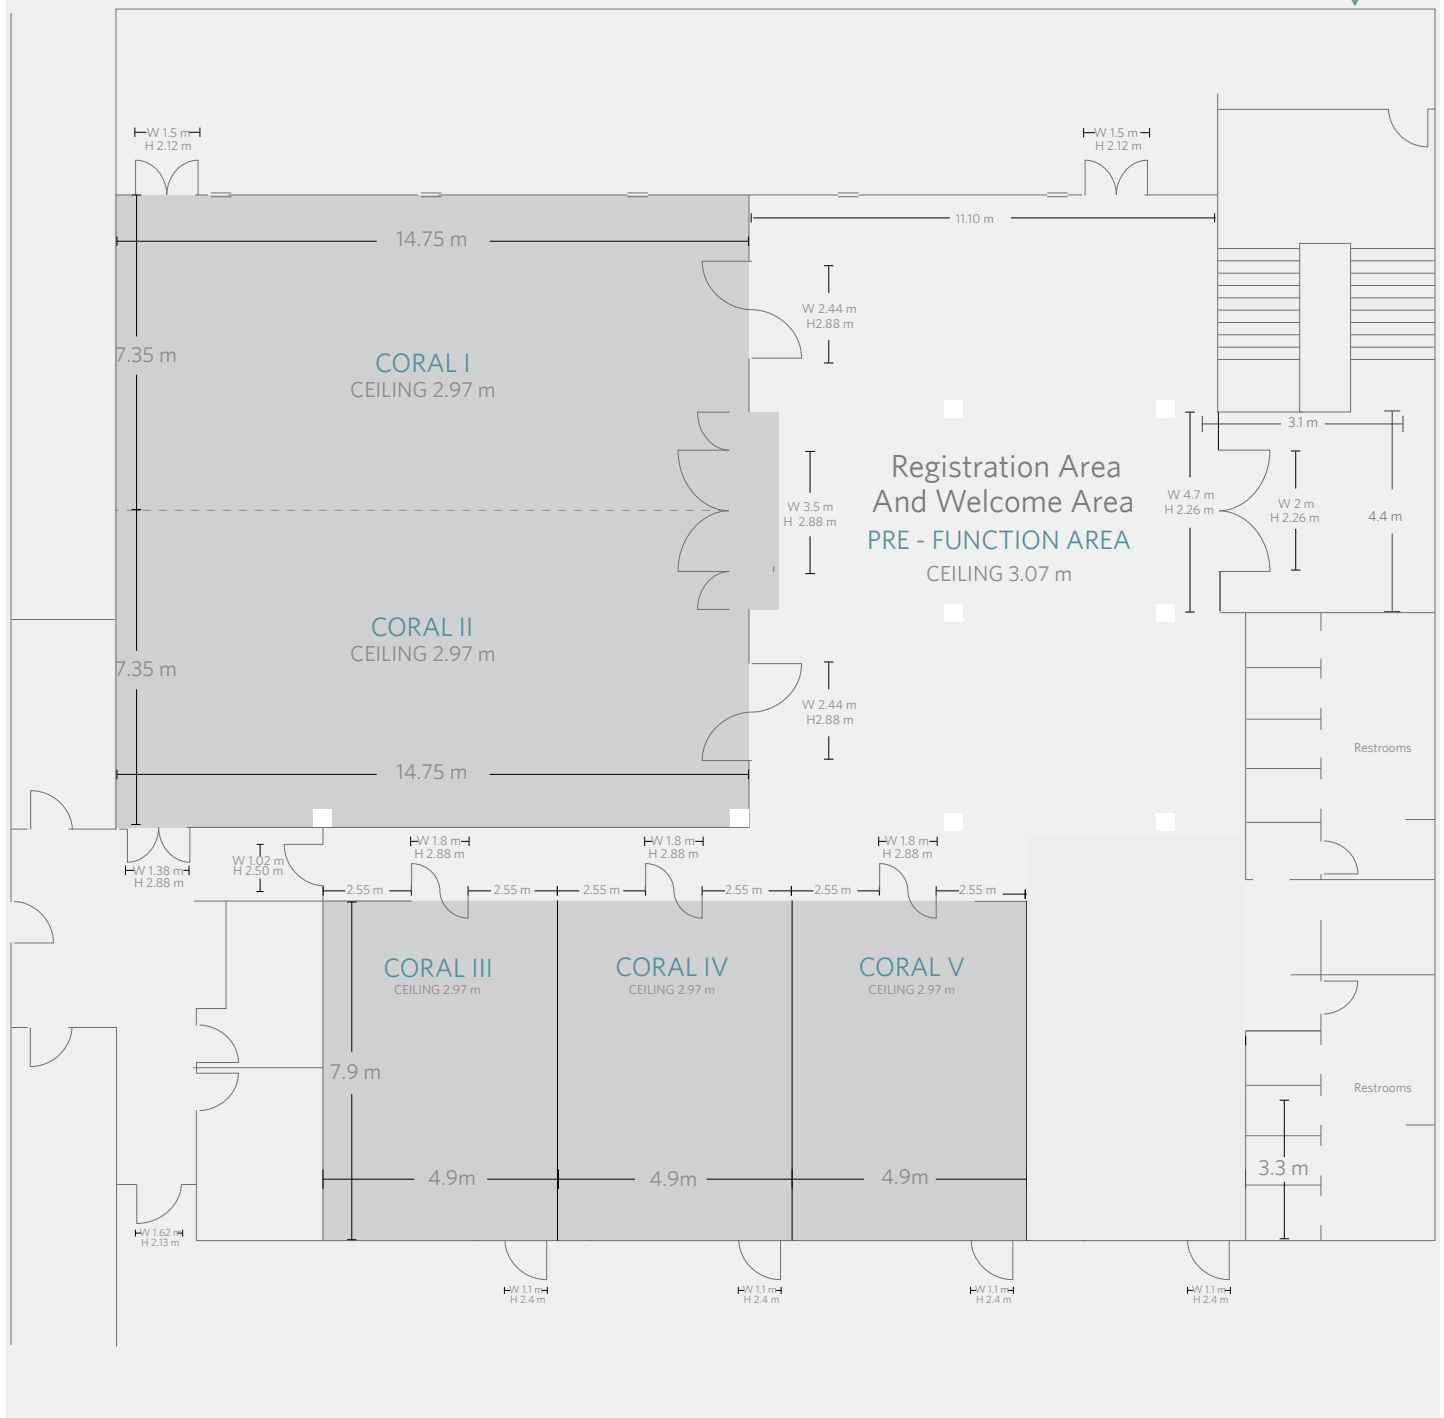 W 1.5 m
H 2.12 m
W 1.5 m
H 2.12 m
14.75 m
11.10 m
W 2.44 m
H2.88 m
7.35 m
CORAL I
CEILING 2.97 m
3.1 m
Registration Area
And Welcome Area
PRE - FUNCTION AREA
CEILING 3.07 m
W 3.5 m
H 2.88 m
W 4.7 m
H 2.26 m
W 2 m
H 2.26 m
4.4 m
CORAL II
CEILING 2.97 m
7.35 m
W 2.44 m
H2.88 m
14.75 m
Restrooms
W 1.38 m
H 2.88 m
W 1.02 m
H 2.50 m
W 1.8 m
H 2.88 m
W 1.8 m
H 2.88 m
W 1.8 m
H 2.88 m
2.55 m
2.55 m
2.55 m
2.55 m
2.55 m
2.55 m
CORAL III
CEILING 2.97 m
CORAL IV
CEILING 2.97 m
CORAL V
CEILING 2.97 m
7.9 m
Restrooms
4.9m
4.9m
4.9m
3.3 m
W 1.62 m
H 2.13 m
W 1.1 m
H 2.4 m
W 1.1 m
H 2.4 m
W 1.1 m
H 2.4 m
W 1.1 m
H 2.4 m